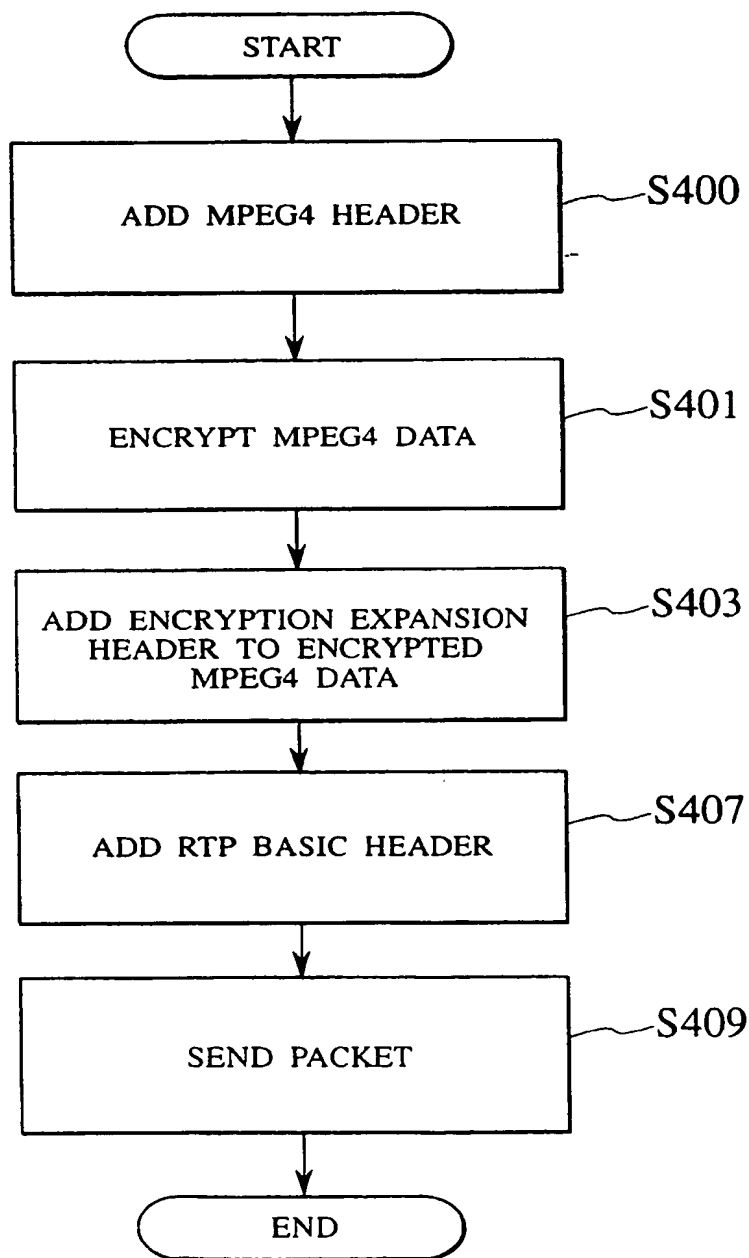 START
ADD MPEG4 HEADER
S400
ENCRYPT MPEG4 DATA
S401
ADD ENCRYPTION EXPANSION
HEADER TO ENCRYPTED
MPEG4 DATA
S403
ADD RTP BASIC HEADER
S407
SEND PACKET
S409
END